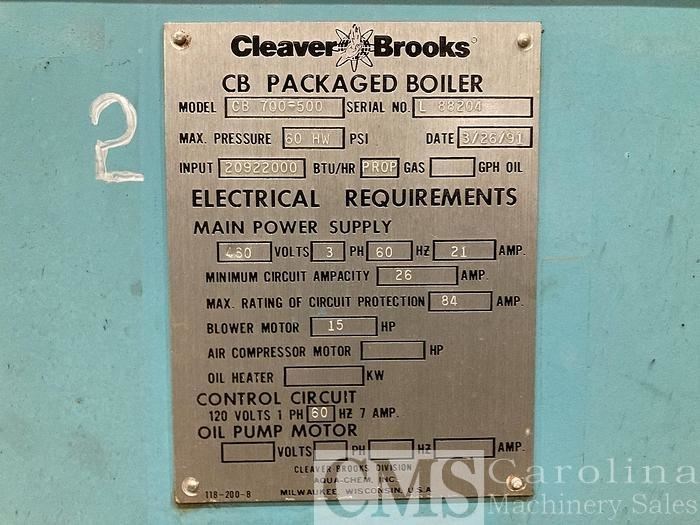 2
Cleaver Brooks
CB PACKAGED BOILER
MODEL CB 700-500 SERIAL NO. L 88204
MAX. PRESSURE 60 HW PSI DATE 3/26/91
INPUT 20922000 BTU/HR PROP GAS GPH OIL
ELECTRICAL REQUIREMENTS
MAIN POWER SUPPLY
460 VOLTS 3 PH 60 HZ 21 AMP.
MINIMUM CIRCUIT AMPACITY 26 AMP.
MAX. RATING OF CIRCUIT PROTECTION 84 AMP.
BLOWER MOTOR 15 HP
AIR COMPRESSOR MOTOR HP
OIL HEATER KW
CONTROL CIRCUIT
120 VOLTS 1 PH 60 HZ 7 AMP.
OIL PUMP MOTOR
VOLTS PH HZ AMP.
CLEAVER BROOKS DIVISION
AQUA-CHEM, INC.
118-200-8 MILWAUKEE, WISCONSIN, U.S.A.
CMS Carolina
Machinery Sales